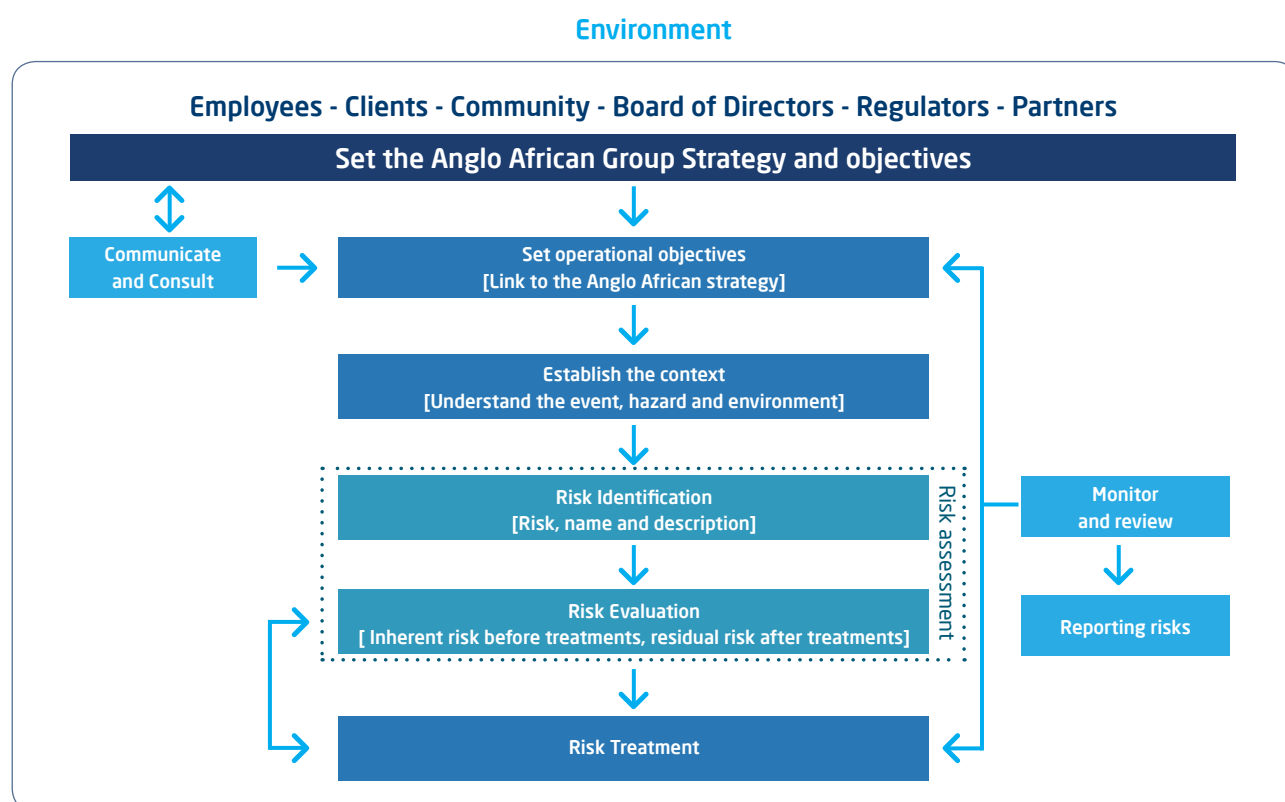 Environment
Employees - Clients - Community - Board of Directors - Regulators - Partners
Set the Anglo African Group Strategy and objectives
Communicate
and Consult
Set operational objectives
[Link to the Anglo African strategy]
Establish the context
[Understand the event, hazard and environment]
Risk Identification
[Risk, name and description]
Risk assessment
Monitor
and review
Risk Evaluation
[ Inherent risk before treatments, residual risk after treatments]
Reporting risks
Risk Treatment